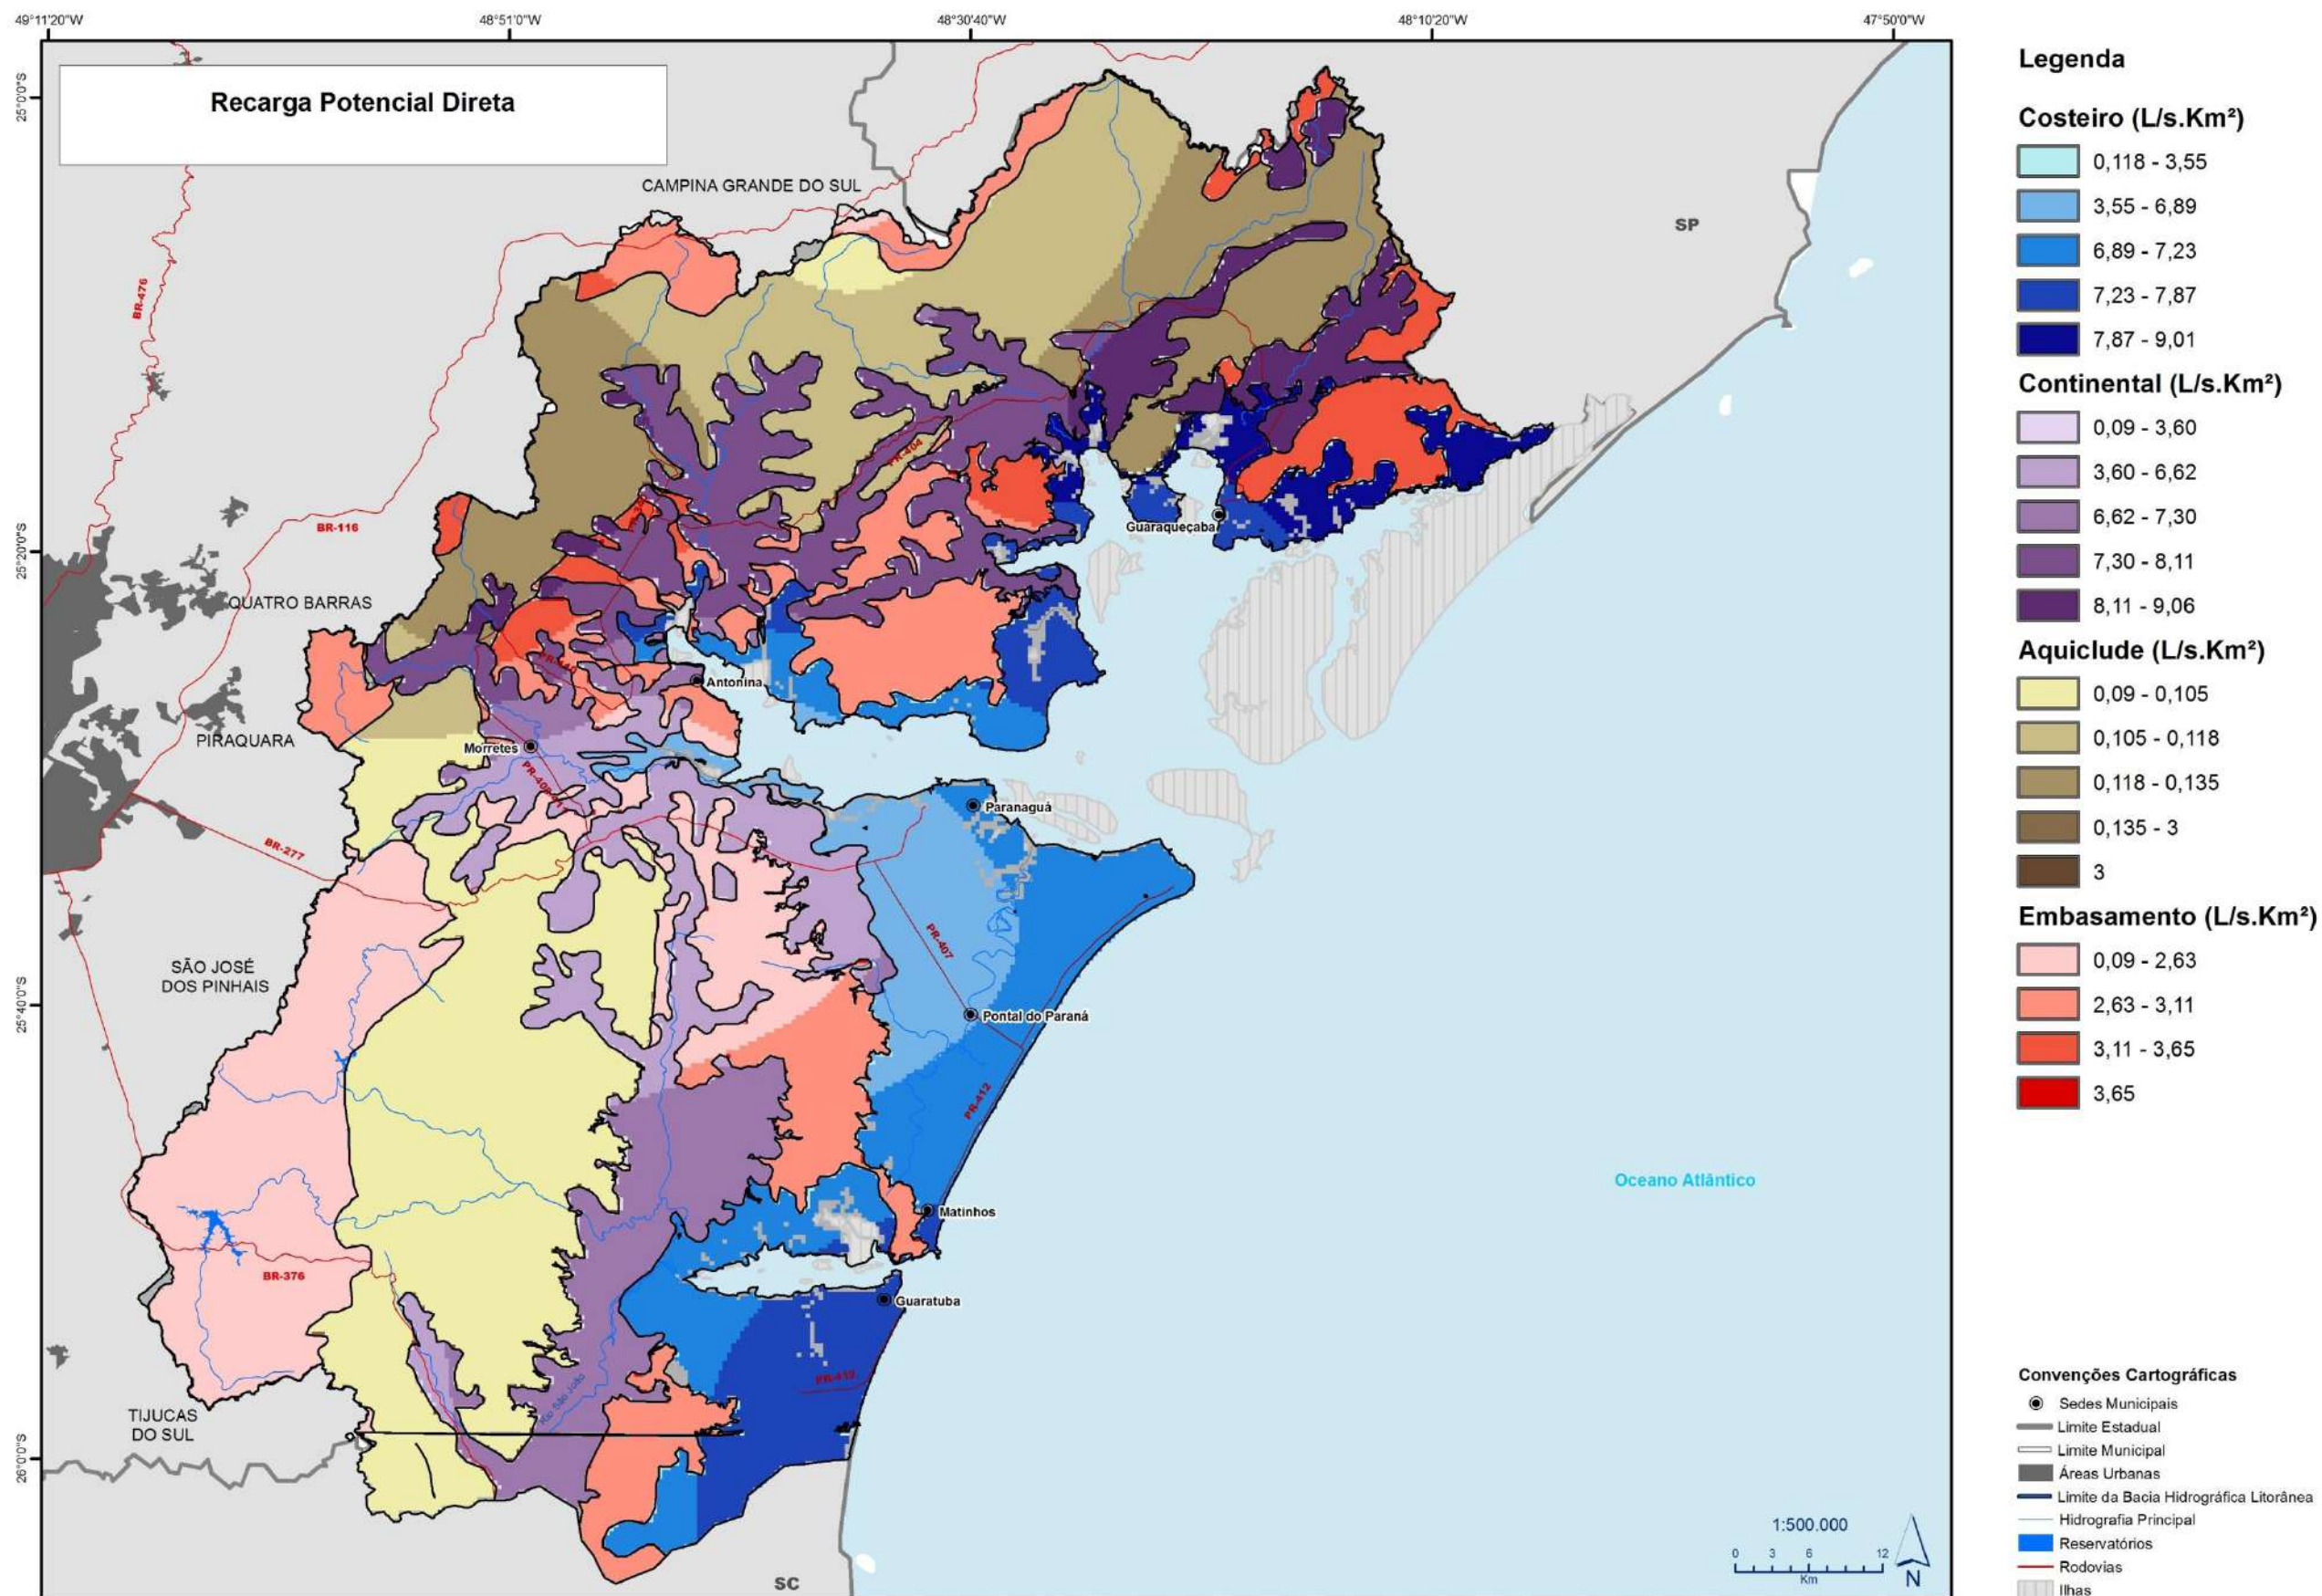 49°11'20"W
48°51'0"W
48°30'40"W
48°10'20"W
47°50'0"W
25°0'0"S
25°20'0"S
25°40'0"S
26°0'0"S
Recarga Potencial Direta
CAMPINA GRANDE DO SUL
SP
BR-476
BR-116
PR-404
Guaraqueçaba
QUATRO BARRAS
Antonina
PIRAQUARA
Morretes
Paranaguá
BR-277
PR-407
SÃO JOSÉ
DOS PINHAIS
Pontal do Paraná
PR-412
Oceano Atlântico
Matinhos
BR-376
Guaratuba
PR-412
Rio São João
TIJUCAS
DO SUL
SC
1:500.000
0 3 6 12
Km
N
Legenda
Costeiro (L/s.Km²)
0,118 - 3,55
3,55 - 6,89
6,89 - 7,23
7,23 - 7,87
7,87 - 9,01
Continental (L/s.Km²)
0,09 - 3,60
3,60 - 6,62
6,62 - 7,30
7,30 - 8,11
8,11 - 9,06
Aquiclude (L/s.Km²)
0,09 - 0,105
0,105 - 0,118
0,118 - 0,135
0,135 - 3
3
Embasamento (L/s.Km²)
0,09 - 2,63
2,63 - 3,11
3,11 - 3,65
3,65
Convenções Cartográficas
Sedes Municipais
Limite Estadual
Limite Municipal
Áreas Urbanas
Limite da Bacia Hidrográfica Litorânea
Hidrografia Principal
Reservatórios
Rodovias
Ilhas